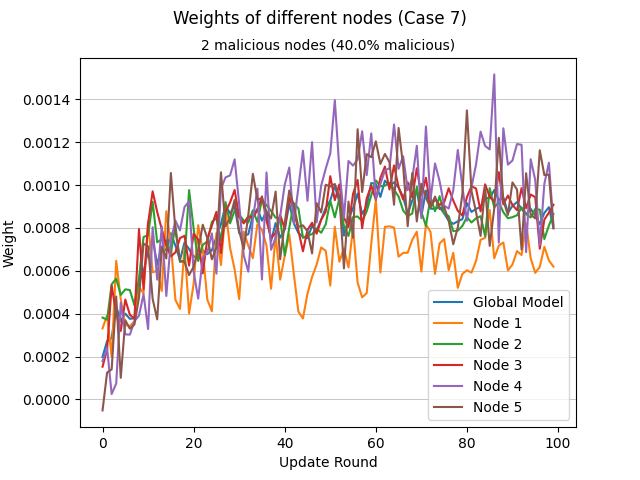 Weights of different nodes (Case 7)
2 malicious nodes (40.0% malicious)
Weight
0.0014
0.0012
0.0010
0.0008
0.0006
0.0004
0.0002
0.0000
Global Model
Node 1
Node 2
Node 3
Node 4
Node 5
0 20 40 60 80 100
Update Round